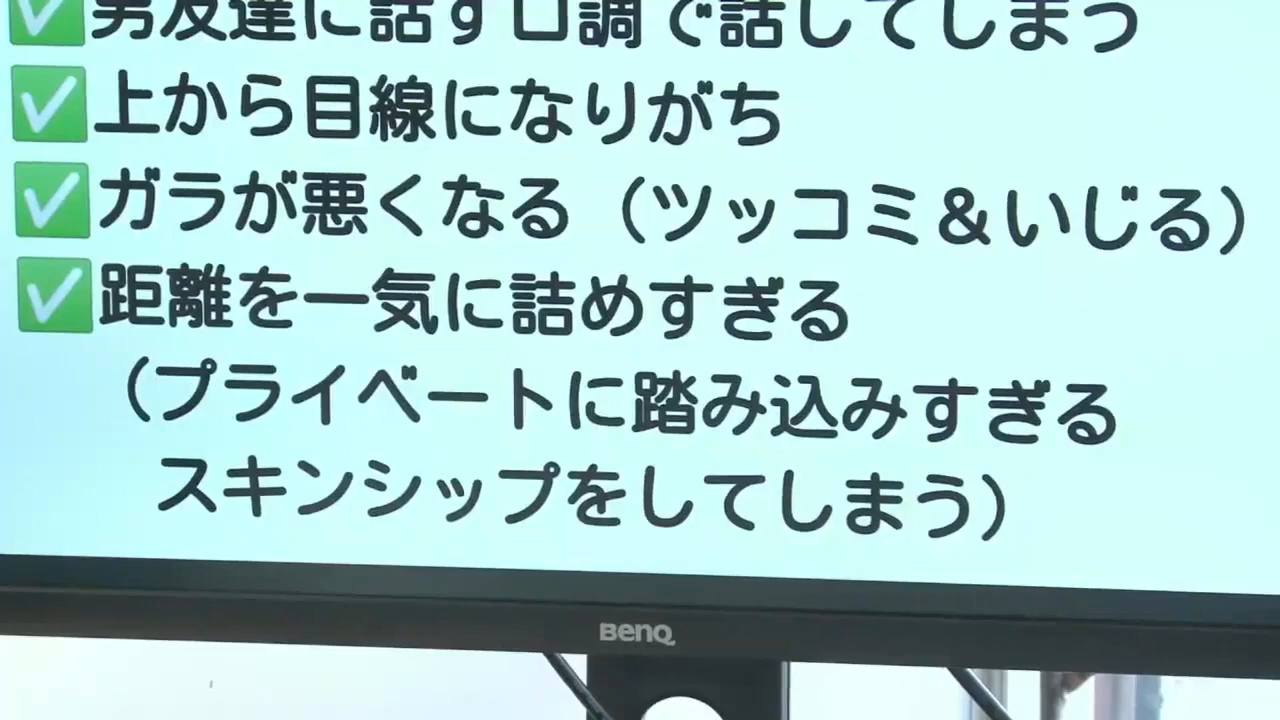 ✅男友達に話す口調で話してしまう
✅上から目線になりがち
✅ガラが悪くなる（ツッコミ＆いじる）
✅距離を一気に詰めすぎる
（プライベートに踏み込みすぎる
スキンシップをしてしまう）
BenQ